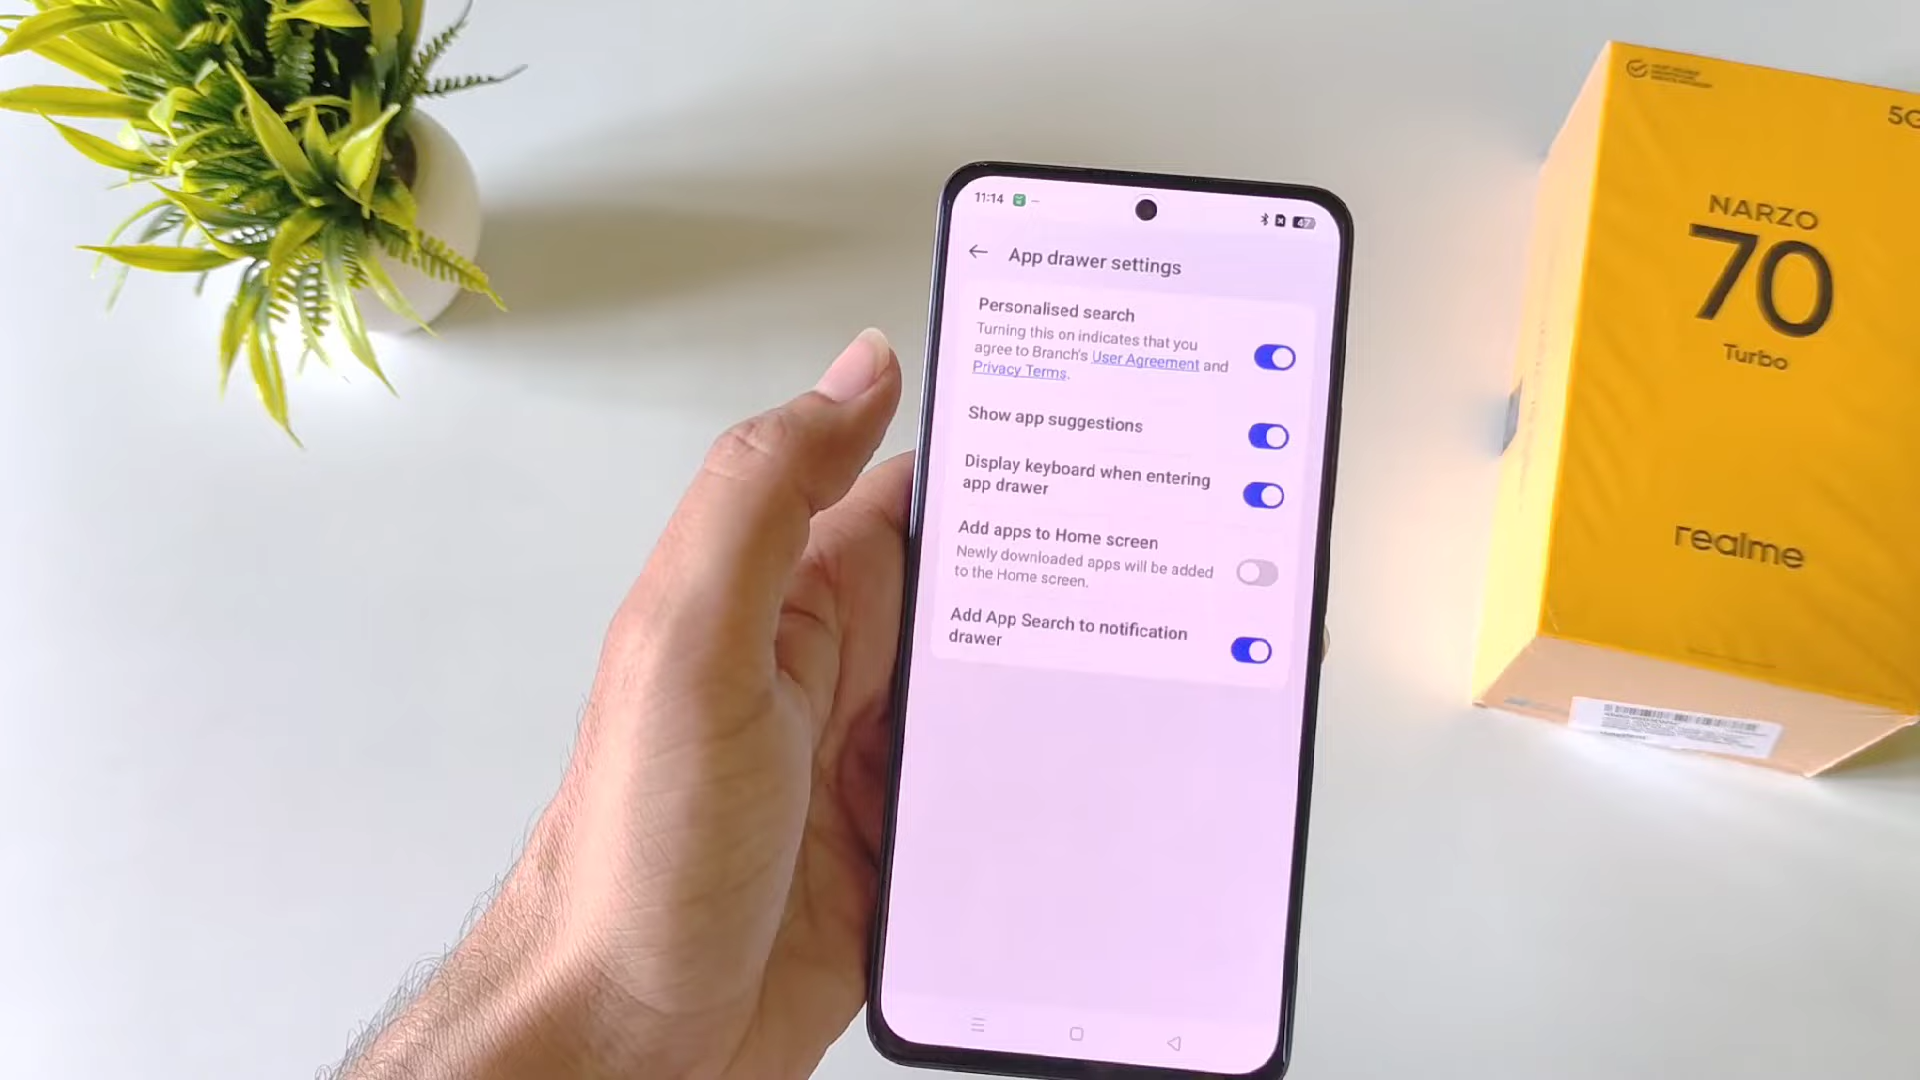 11:14
47
App drawer settings
Personalised search
Turning this on indicates that you
agree to Branch's User Agreement and
Privacy Terms.
Show app suggestions
Display keyboard when entering
app drawer
Add apps to Home screen
Newly downloaded apps will be added
to the Home screen.
Add App Search to notification
drawer
5G
NARZO
70
Turbo
realme